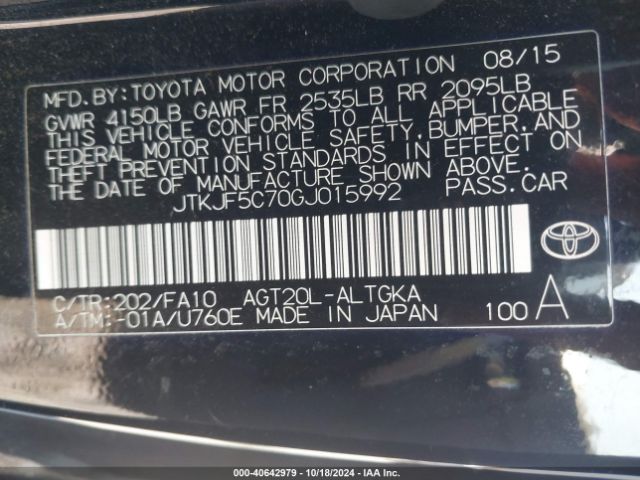 MFD. BY: TOYOTA MOTOR CORPORATION 08/15
GVWR 4150LB GAWR FR 2535LB RR 2095LB
THIS VEHICLE CONFORMS TO ALL APPLICABLE
FEDERAL MOTOR VEHICLE SAFETY, BUMPER, AND
THEFT PREVENTION STANDARDS IN EFFECT ON
THE DATE OF MANUFACTURE SHOWN ABOVE.
JTKJF5C70GJ015992 PASS. CAR
C/TR: 202/FA10 AGT20L-ALTGKA
A/TM: -01A/U760E MADE IN JAPAN 100 A
000-40642979 | 10/18/2024 | IAA Inc.